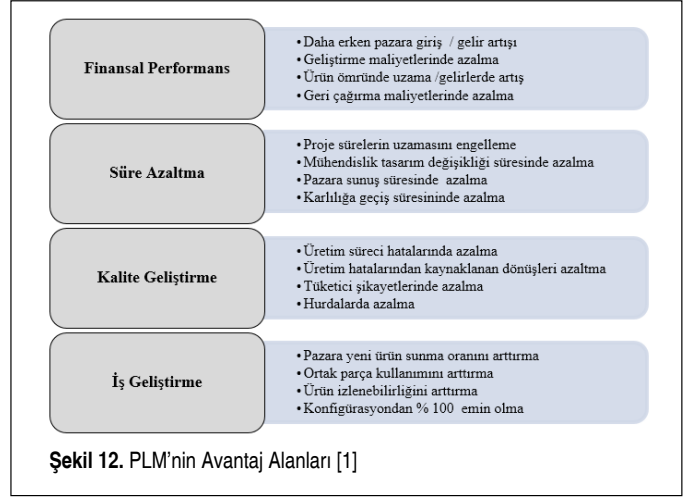 Finansal Performans
• Daha erken pazara giriş / gelir artışı
• Geliştirme maliyetlerinde azalma
• Ürün ömründe uzama /gelirlerde artış
• Geri çağırma maliyetlerinde azalma
Süre Azaltma
• Proje sürelerin uzamasını engelleme
• Mühendislik tasarım değişikliği süresinde azalma
• Pazara sunuş süresinde azalma
• Karlılığa geçiş süresininde azalma
Kalite Geliştirme
• Üretim süreci hatalarında azalma
• Üretim hatalarından kaynaklanan dönüşleri azaltma
• Tüketici şikayetlerinde azalma
• Hurdalarda azalma
İş Geliştirme
• Pazara yeni ürün sunma oranını arttırma
• Ortak parça kullanımını arttırma
• Ürün izlenebilirliğini arttırma
• Konfigürasyondan % 100 emin olma
Şekil 12. PLM’nin Avantaj Alanları [1]